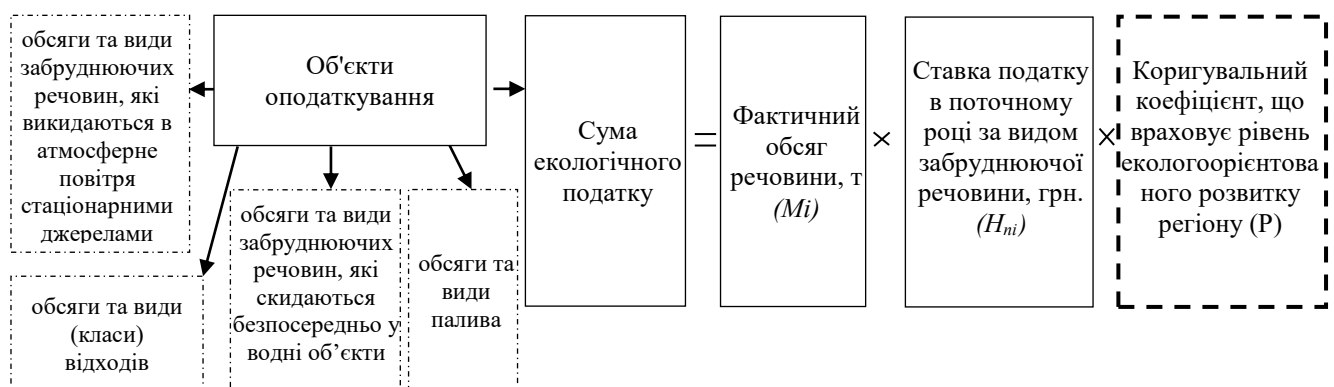 обсяги та види
забруднюючих
речовин, які
викидаються в
атмосферне
повітря
стаціонарними
джерелами
Об'єкти
оподаткування
обсяги та види
(класи)
відходів
обсяги та види
забруднюючих
речовин, які
скидаються
безпосередньо у
водні об’єкти
обсяги та
види
палива
Сума
екологічного
податку
=
Фактичний
обсяг
речовини, т
(Мі)
×
Ставка податку
в поточному
році за видом
забруднюючої
речовини, грн.
(Нпі)
×
Коригувальний
коефіцієнт, що
враховує рівень
екологоорієнтова
ного розвитку
регіону (Р)